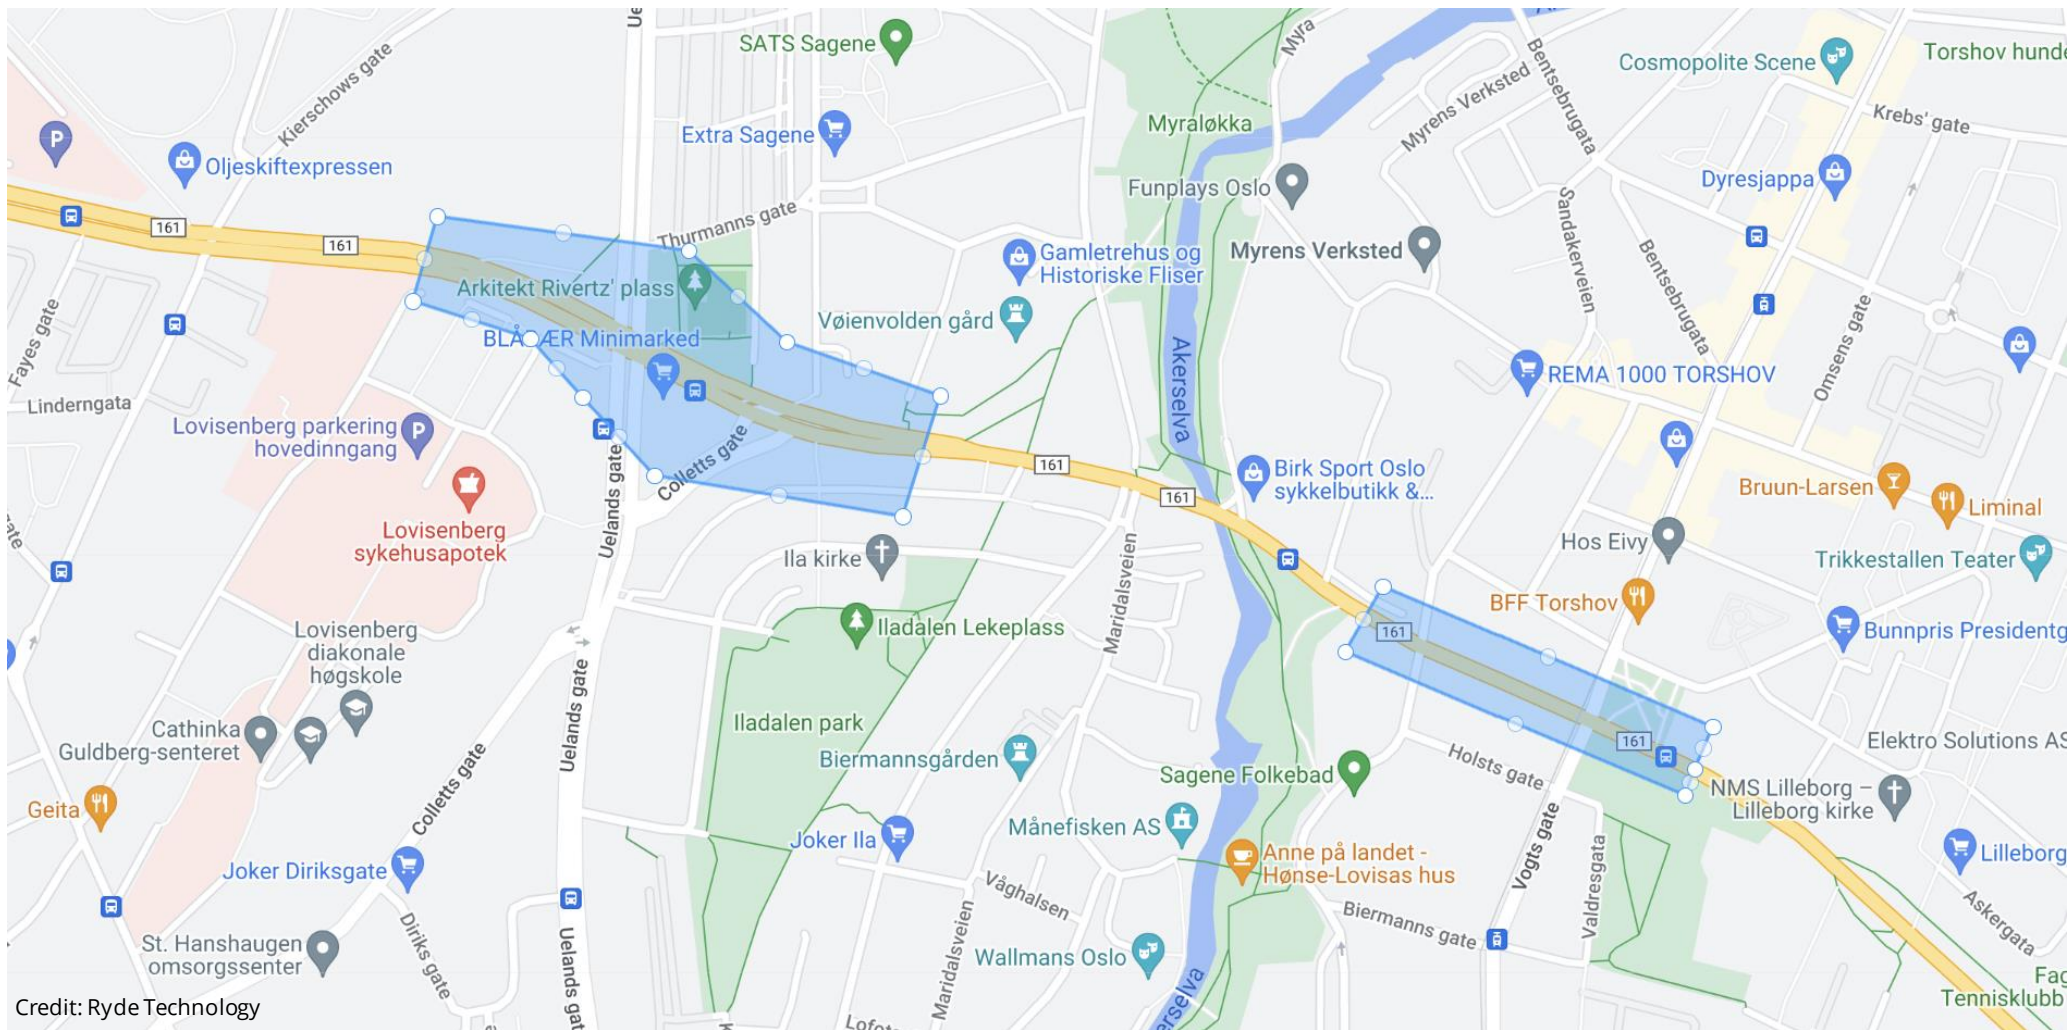 SATS Sagene
Kierschows gate
Oljeskiftexpressen
Extra Sagene
Myra
Myraløkka
Cosmopolite Scene
Torshov hunde
Bentsebrugata
Myrens Verksted
Krebs' gate
Dyresjappa
Funplays Oslo
Thurmanns gate
161
161
Gamletrehus og
Historiske Fliser
Myrens Verksted
Sandakerveien
Bentsebrugata
Omsens gate
Arkitekt Rivertz' plass
Vøienvolden gård
Fayes gate
Linderngata
Minimarked
Akerselva
REMA 1000 TORSHOV
Lovisenberg parkering
hovedinngang
Colletts gate
Uelands gate
161
161
Birk Sport Oslo
sykkelbutikk &...
Bruun-Larsen
Liminal
Lovisenberg
sykehusapotek
Ila kirke
Hos Eivy
Trikkestallen Teater
Maridalsveien
BFF Torshov
Bunnpris Presidentg
Lovisenberg
diakonale
høgskole
Iladalen Lekeplass
161
161
Uelands gate
Iladalen park
Cathinka
Guldberg-senteret
Biermannsgården
Sagene Folkebad
Holsts gate
Elektro Solutions AS
NMS Lilleborg –
Lilleborg kirke
Geita
Colletts gate
Joker Ila
Månefisken AS
Anne på landet -
Hønse-Lovisas hus
Vogts gate
Valdresgata
Lilleborg
Joker Diriksgate
Våghalsen
Biermanns gate
Askergata
Diriks gate
St. Hanshaugen
omsorgssenter
Uelands gat
Maridalsveien
Wallmans Oslo
erselva
Fag
Tennisklubb
Credit: Ryde Technology